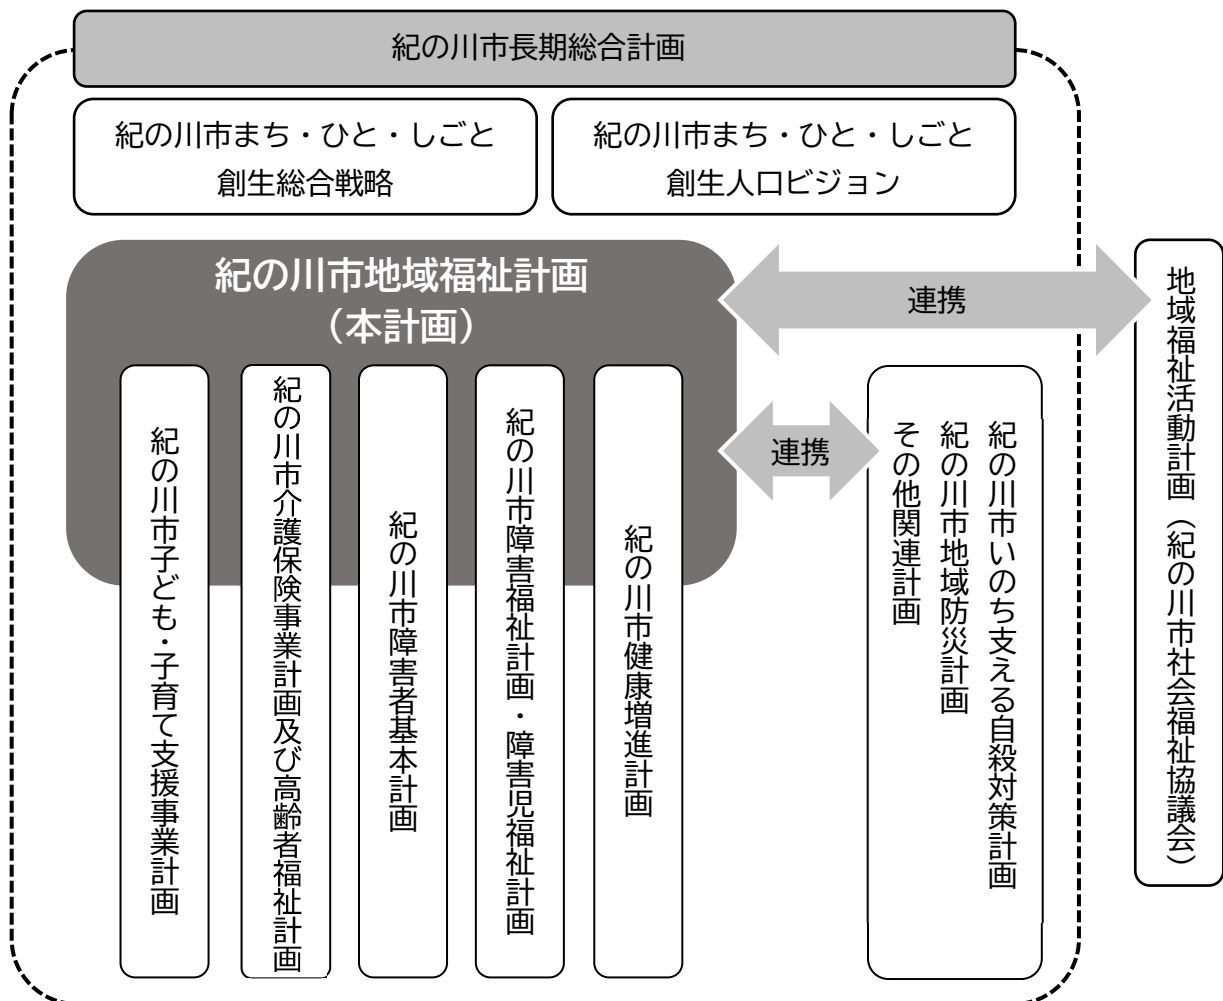 紀の川市長期総合計画
紀の川市まち・ひと・しごと
創生総合戦略
紀の川市まち・ひと・しごと
創生人口ビジョン
紀の川市地域福祉計画
（本計画）
連携
地域福祉活動計画（紀の川市社会福祉協議会）
紀の川市子ども・子育て支援事業計画
紀の川市介護保険事業計画及び高齢者福祉計画
紀の川市障害者基本計画
紀の川市障害福祉計画・障害児福祉計画
紀の川市健康増進計画
連携
紀の川市いのち支える自殺対策計画
紀の川市地域防災計画
その他関連計画